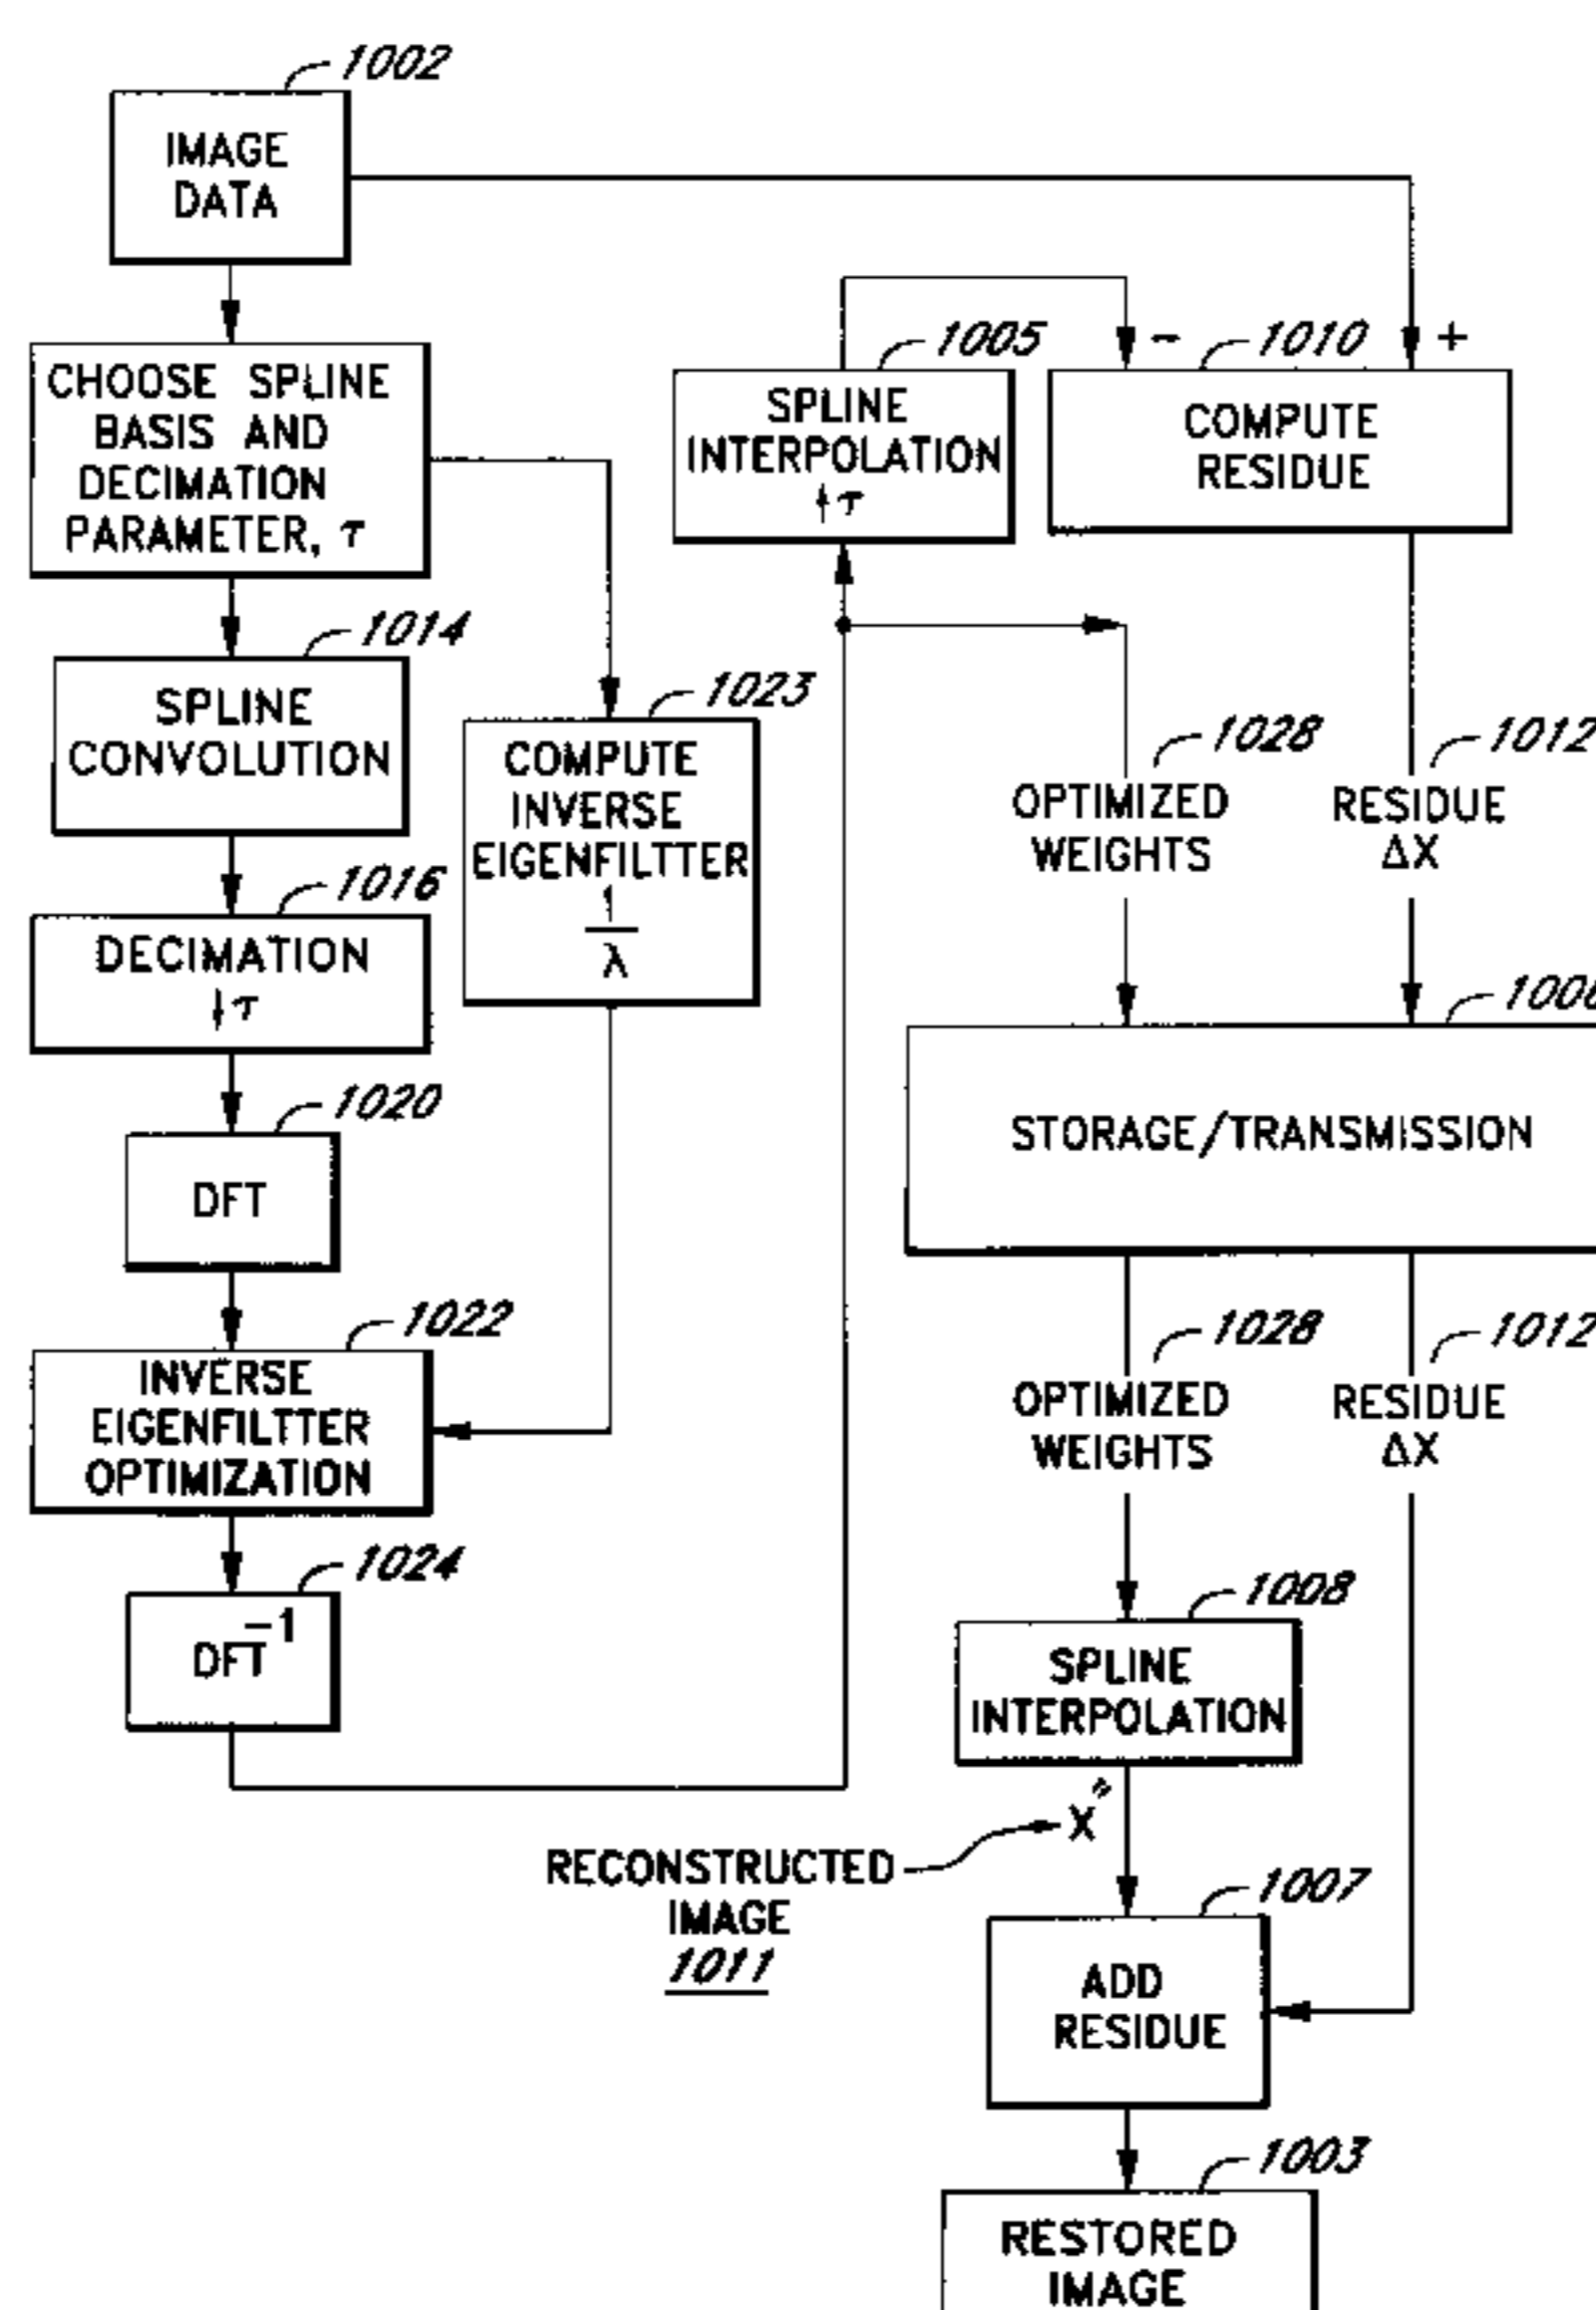 1002
IMAGE
DATA
CHOOSE SPLINE
BASIS AND
DECIMATION
PARAMETER, τ
1005
SPLINE
INTERPOLATION
↑τ
-
1010
+
COMPUTE
RESIDUE
1014
SPLINE
CONVOLUTION
1023
COMPUTE
INVERSE
EIGENFILTTER
1
λ
1028
OPTIMIZED
WEIGHTS
1012
RESIDUE
ΔX
1016
DECIMATION
↓τ
STORAGE/TRANSMISSION
1020
DFT
1022
INVERSE
EIGENFILTTER
OPTIMIZATION
1028
OPTIMIZED
WEIGHTS
1012
RESIDUE
ΔX
1024
DFT-1
1008
SPLINE
INTERPOLATION
X
RECONSTRUCTED
IMAGE
1011
1007
ADD
RESIDUE
1003
RESTORED
IMAGE